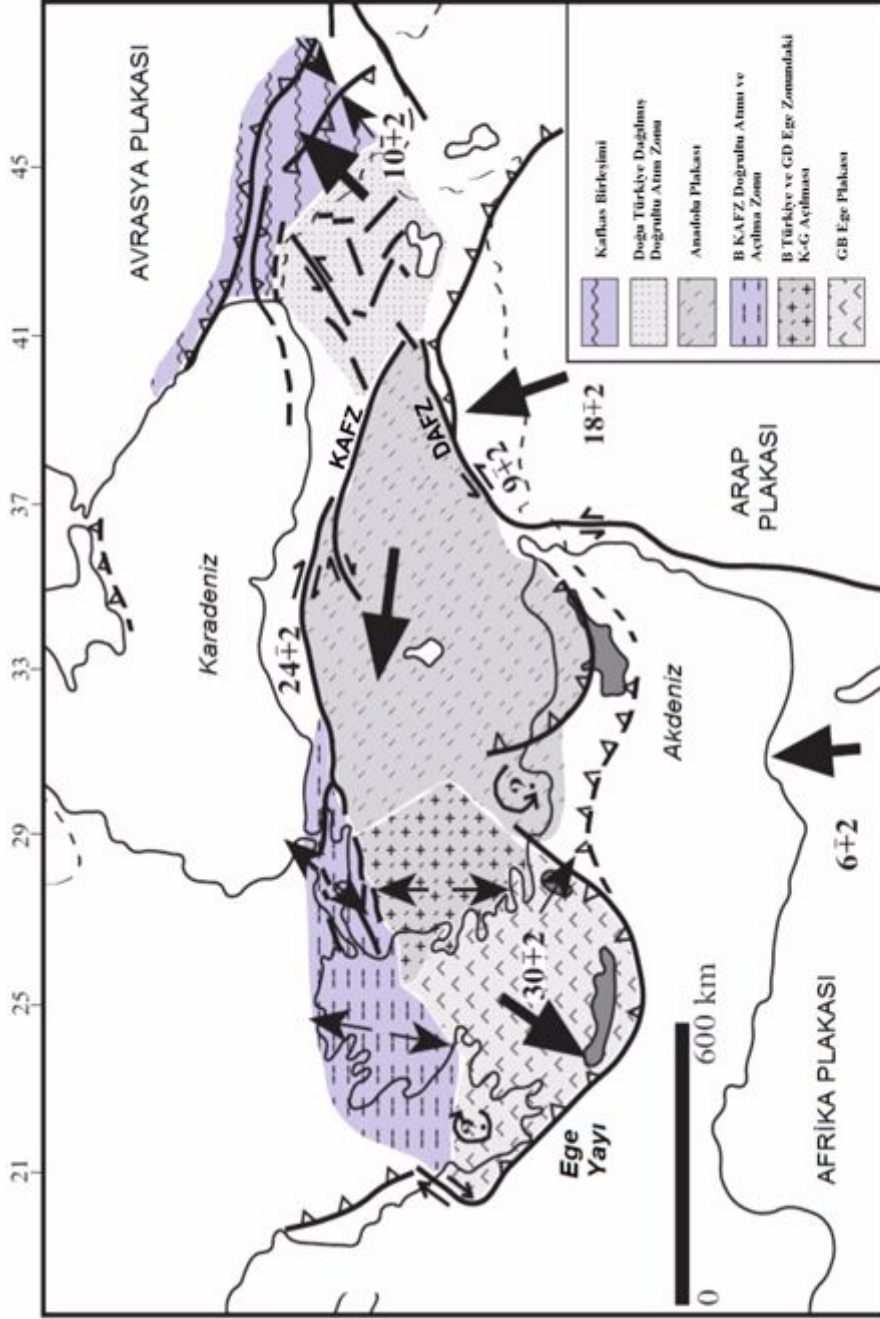 21
25
29
33
37
41
45
AVRASYA PLAKASI
Karadeniz
24∓2
KAFZ
10∓2
DAFZ
9∓2
18∓2
ARAP
PLAKASI
?
?
30∓2
Ege
Yayı
Akdeniz
6∓2
AFRİKA PLAKASI
0
600 km
Kafkas Birleşimi
Doğu Türkiye Dağılmış
Doğrultu Atım Zonu
Anadolu Plakası
B KAFZ Doğrultu Atımı ve
Açılma Zonu
B Türkiye ve GD Ege Zonundaki
K-G Açılması
GB Ege Plakası